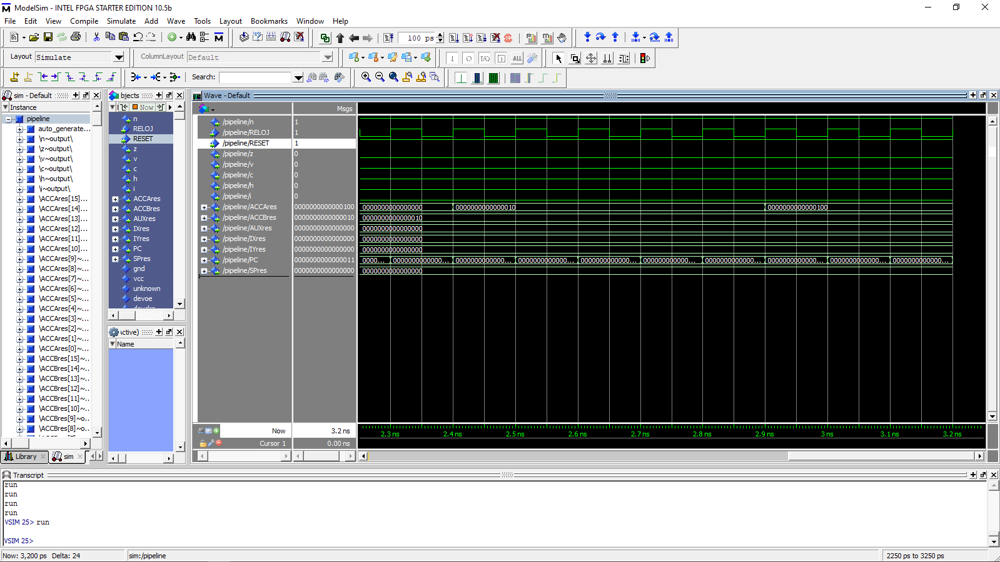 ModelSim - INTEL FPGA STARTER EDITION 10.5b
File Edit View Compile Simulate Add Wave Tools Layout Bookmarks Window Help
100 ps
Layout Simulate ColumnLayout Default
Search:
sim - Default
Instance
pipeline
auto_generate...
\n~output\
\z~output\
\v~output\
\c~output\
\h~output\
\i~output\
\ACCAres[15]~...
\ACCAres[14]~...
\ACCAres[13]~...
\ACCAres[12]~...
\ACCAres[11]~...
\ACCAres[10]~...
\ACCAres[9]~...
\ACCAres[8]~...
\ACCAres[7]~...
\ACCAres[6]~...
\ACCAres[5]~...
\ACCAres[4]~...
\ACCAres[3]~...
\ACCAres[2]~...
\ACCAres[1]~...
\ACCAres[0]~...
\ACCBres[15]~..
\ACCBres[14]~..
\ACCBres[13]~..
\ACCBres[12]~..
\ACCBres[11]~..
\ACCBres[10]~..
\ACCBres[9]~o...
\ACCBres[8]~o...
Library sim
bjects
Now
n
RELOJ
RESET
z
v
c
h
i
ACCAres
ACCBres
AUXres
IXres
IYres
PC
SPres
gnd
vcc
unknown
devoe
ctive)
Name
Wave - Default
Msgs
/pipeline/n 1
/pipeline/RELOJ 1
/pipeline/RESET 1
/pipeline/z 0
/pipeline/v 0
/pipeline/c 0
/pipeline/h 0
/pipeline/i 0
/pipeline/ACCAres 0000000000000100 0000000000000000 0000000000000010 0000000000000100
/pipeline/ACCBres 0000000000000010 0000000000000010
/pipeline/AUXres 0000000000000000 0000000000000000
/pipeline/IXres 0000000000000000 0000000000000000
/pipeline/IYres 0000000000000000 0000000000000000
/pipeline/PC 0000000000000011 0000... 0000000000000... 0000000000000... 0000000000000... 0000000000000... 0000000000000... 0000000000000... 0000000000000... 0000000000000... 0000000000000...
/pipeline/SPres 0000000000000000 0000000000000000
Now 3.2 ns 2.3 ns 2.4 ns 2.5 ns 2.6 ns 2.7 ns 2.8 ns 2.9 ns 3 ns 3.1 ns 3.2 ns
Cursor 1 0.00 ns
Transcript
run
run
run
run
VSIM 25> run
VSIM 25>
Now: 3,200 ps Delta: 24 sim:/pipeline 2250 ps to 3250 ps